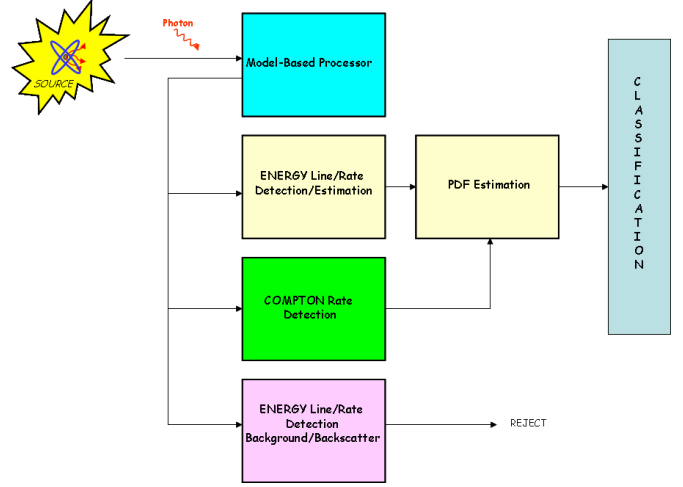 Photon
SOURCE
Model-Based Processor
ENERGY Line/Rate
Detection/Estimation
PDF Estimation
CLASSIFICATION
COMPTON Rate
Detection
ENERGY Line/Rate
Detection
Background/Backscatter
REJECT